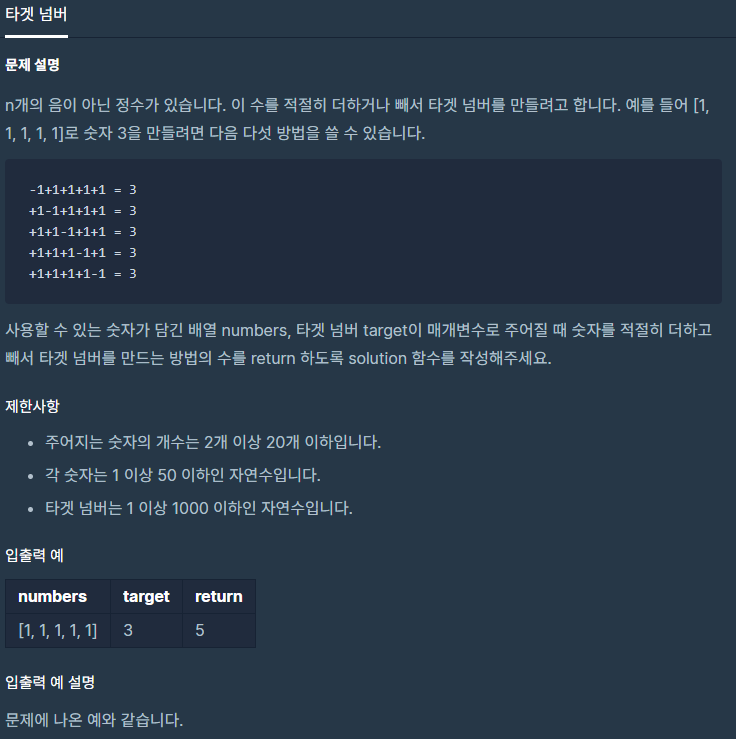 타겟 넘버
문제 설명
n개의 음이 아닌 정수가 있습니다. 이 수를 적절히 더하거나 빼서 타겟 넘버를 만들려고 합니다. 예를 들어 [1,
1, 1, 1, 1]로 숫자 3을 만들려면 다음 다섯 방법을 쓸 수 있습니다.
-1+1+1+1+1 = 3
+1-1+1+1+1 = 3
+1+1-1+1+1 = 3
+1+1+1-1+1 = 3
+1+1+1+1-1 = 3
사용할 수 있는 숫자가 담긴 배열 numbers, 타겟 넘버 target이 매개변수로 주어질 때 숫자를 적절히 더하고
빼서 타겟 넘버를 만드는 방법의 수를 return 하도록 solution 함수를 작성해주세요.
제한사항
• 주어지는 숫자의 개수는 2개 이상 20개 이하입니다.
• 각 숫자는 1 이상 50 이하인 자연수입니다.
• 타겟 넘버는 1 이상 1000 이하인 자연수입니다.
입출력 예
numbers target return
[1, 1, 1, 1, 1] 3 5
입출력 예 설명
문제에 나온 예와 같습니다.